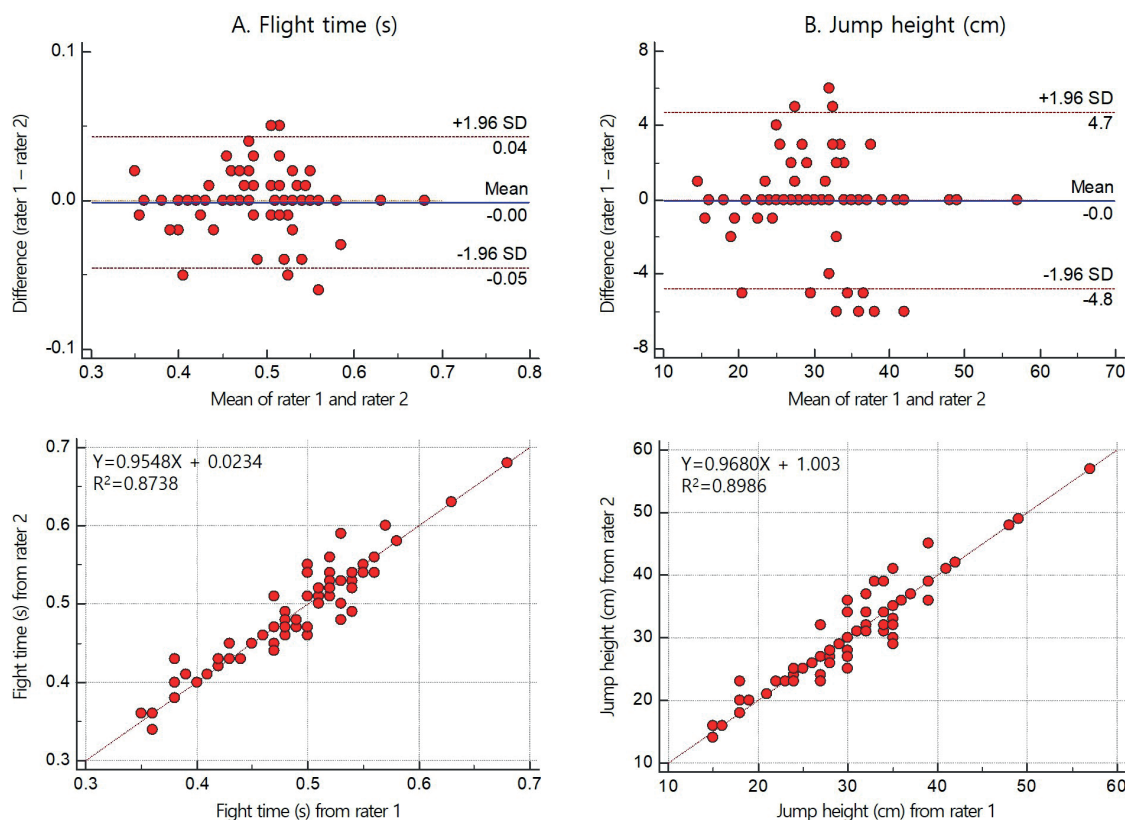 A. Flight time (s)
0.1
0.0
-0.1
Difference (rater 1 – rater 2)
+1.96 SD
0.04
Mean
-0.00
-1.96 SD
-0.05
0.3 0.4 0.5 0.6 0.7 0.8
Mean of rater 1 and rater 2
B. Jump height (cm)
8
4
0
-4
-8
Difference (rater 1 – rater 2)
+1.96 SD
4.7
Mean
-0.0
-1.96 SD
-4.8
10 20 30 40 50 60 70
Mean of rater 1 and rater 2
0.7
0.6
0.5
0.4
0.3
Fight time (s) from rater 2
Y=0.9548X + 0.0234
R²=0.8738
0.3 0.4 0.5 0.6 0.7
Fight time (s) from rater 1
60
50
40
30
20
10
Jump height (cm) from rater 2
Y=0.9680X + 1.003
R²=0.8986
10 20 30 40 50 60
Jump height (cm) from rater 1